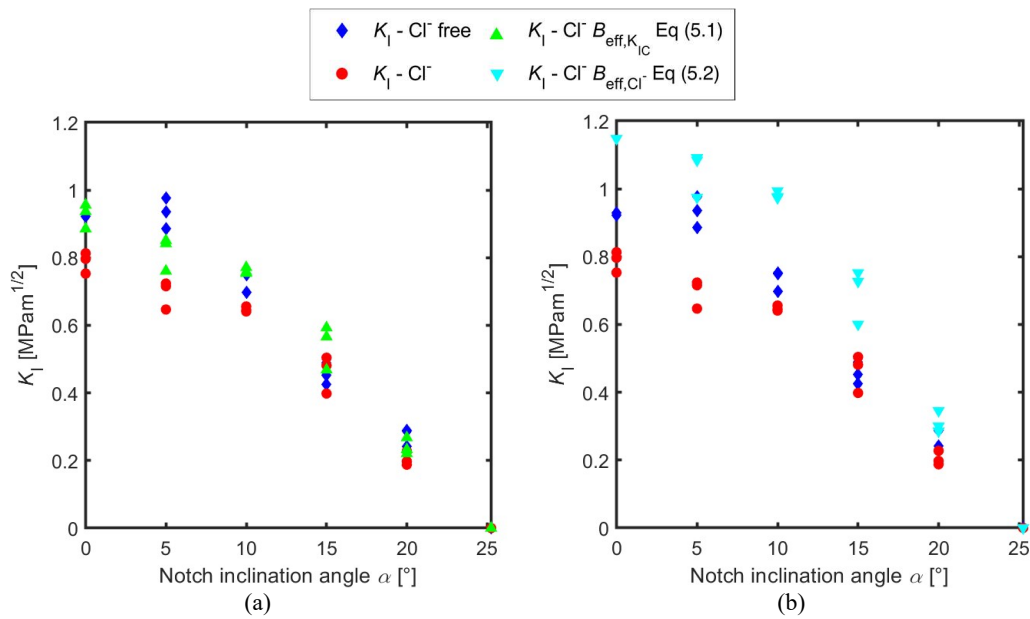 K_I - Cl⁻ free K_I - Cl⁻ B_eff,K_IC Eq (5.1)
K_I - Cl⁻ K_I - Cl⁻ B_eff,Cl⁻ Eq (5.2)
1.2
1
0.8
0.6
0.4
0.2
0
K_I [MPam^1/2]
0 5 10 15 20 25
Notch inclination angle α [°]
(a)
1.2
1
0.8
0.6
0.4
0.2
0
K_I [MPam^1/2]
0 5 10 15 20 25
Notch inclination angle α [°]
(b)